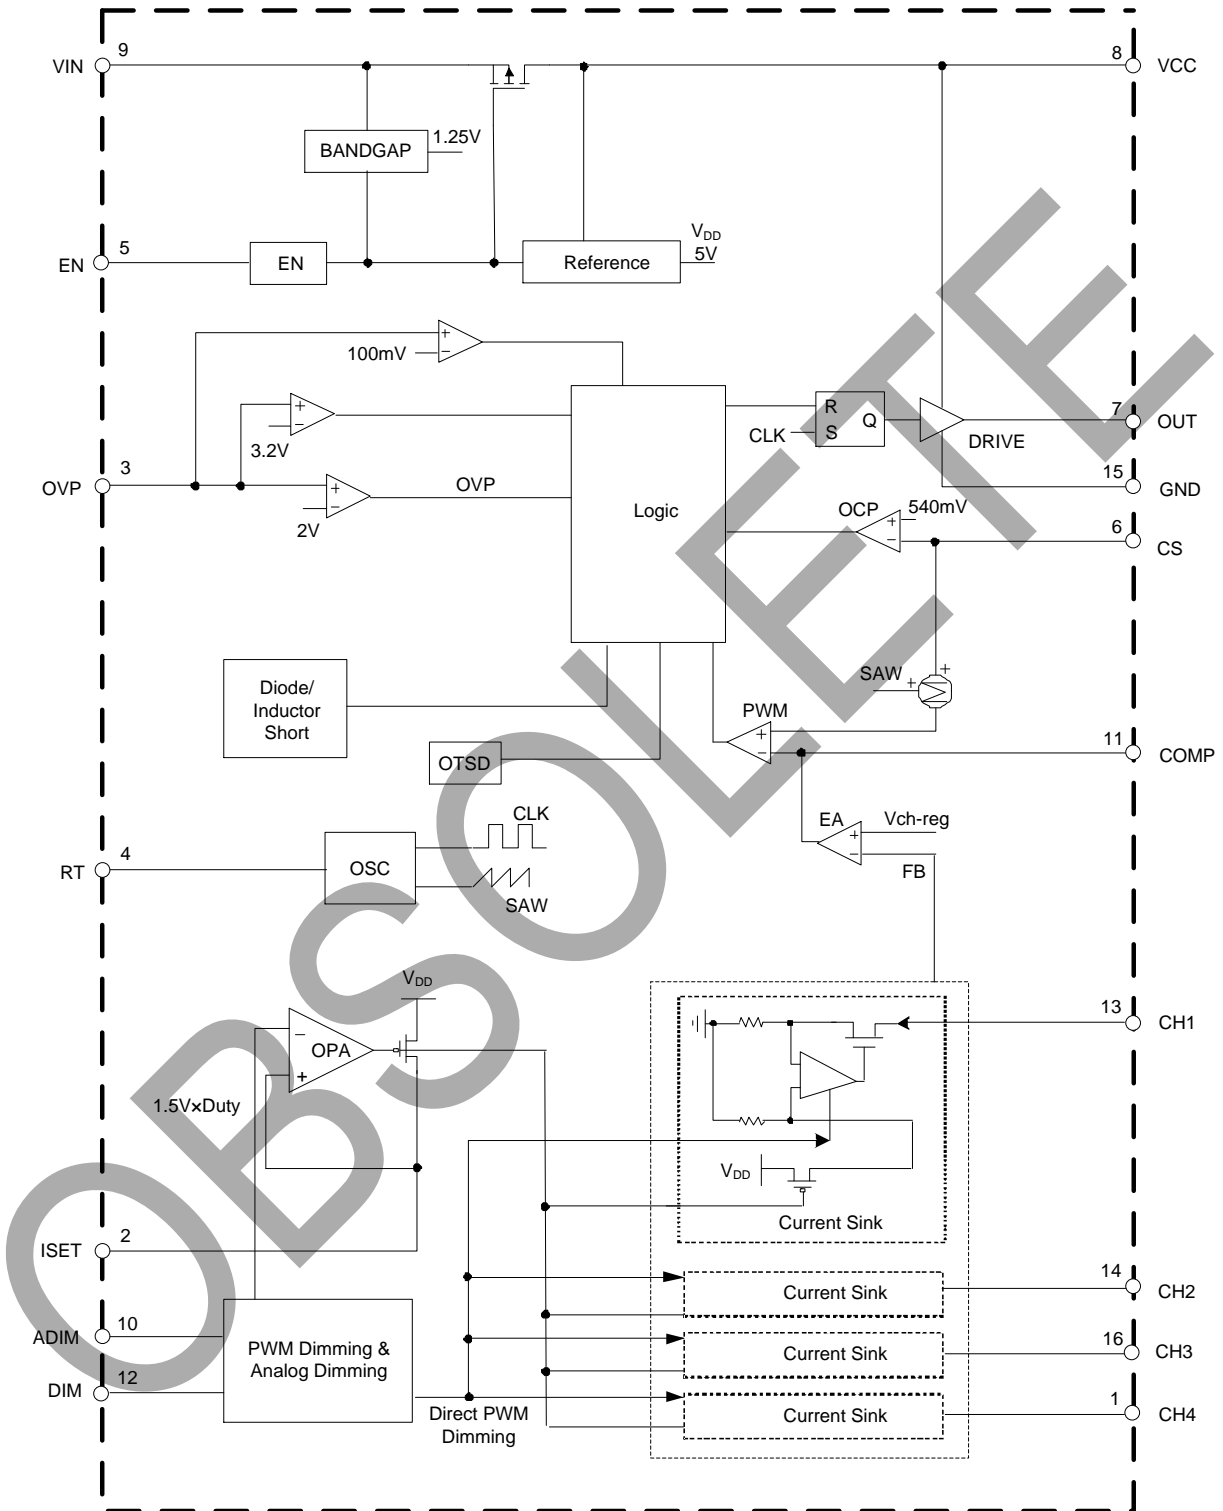 9
8
VIN
VCC
1.25V
BANDGAP
5
VDD
5V
EN
EN
Reference
100mV
3.2V
3
OVP
OVP
2V
Logic
R
S
Q
CLK
DRIVE
7
OUT
15
GND
OCP
540mV
6
CS
Diode/
Inductor
Short
SAW
PWM
11
COMP
OTSD
CLK
EA
Vch-reg
FB
4
RT
OSC
SAW
VDD
OPA
1.5V×Duty
13
CH1
VDD
Current Sink
2
ISET
14
Current Sink
CH2
10
ADIM
PWM Dimming &
Analog Dimming
16
Current Sink
CH3
12
DIM
Direct PWM
Dimming
1
Current Sink
CH4
+
−
+
−
+
−
+
−
+
+
+
−
+
−
−
+
Σ
OBSOLETE